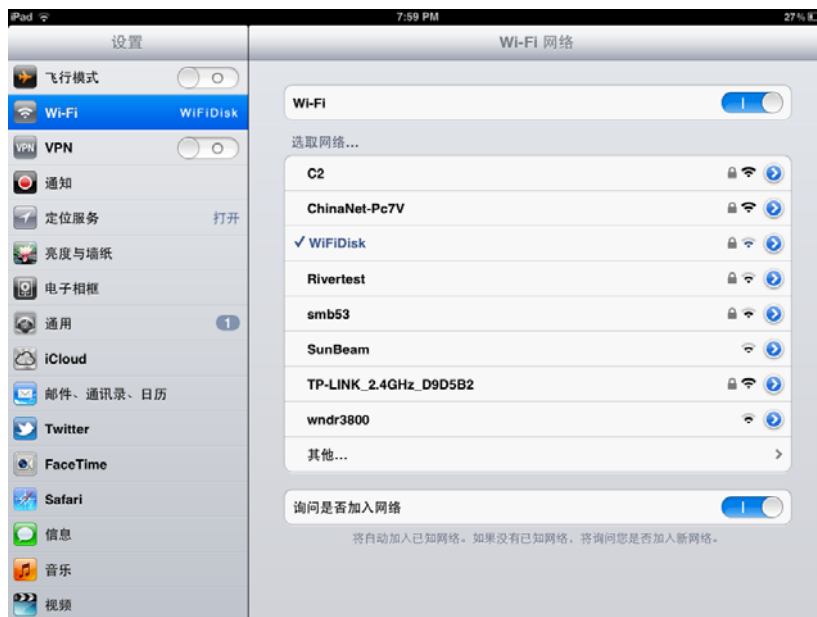 iPad 7:59 PM 27%
设置
Wi-Fi 网络
飞行模式
Wi-Fi WiFiDisk
VPN VPN
通知
定位服务 打开
亮度与墙纸
电子相框
通用 1
iCloud
邮件、通讯录、日历
Twitter
FaceTime
Safari
信息
音乐
视频
Wi-Fi
选取网络...
C2
ChinaNet-Pc7V
WiFiDisk
Rivertest
smb53
SunBeam
TP-LINK_2.4GHz_D9D5B2
wndr3800
其他...
询问是否加入网络
将自动加入已知网络。如果没有已知网络，将询问您是否加入新网络。